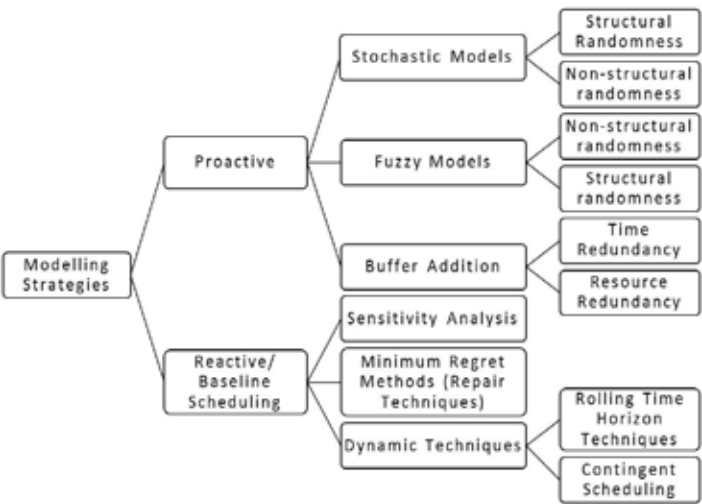 Modelling
Strategies
Proactive
Stochastic Models
Structural
Randomness
Non-structural
randomness
Fuzzy Models
Non-structural
randomness
Structural
randomness
Buffer Addition
Time
Redundancy
Resource
Redundancy
Reactive/
Baseline
Scheduling
Sensitivity Analysis
Minimum Regret
Methods (Repair
Techniques)
Dynamic Techniques
Rolling Time
Horizon
Techniques
Contingent
Scheduling